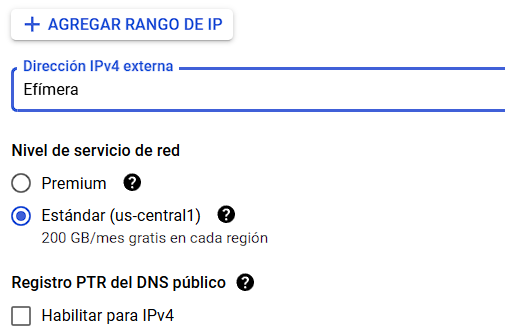 + AGREGAR RANGO DE IP
Dirección IPv4 externa
Efímera
Nivel de servicio de red
Premium ?
Estándar (us-central1) ?
200 GB/mes gratis en cada región
Registro PTR del DNS público ?
Habilitar para IPv4